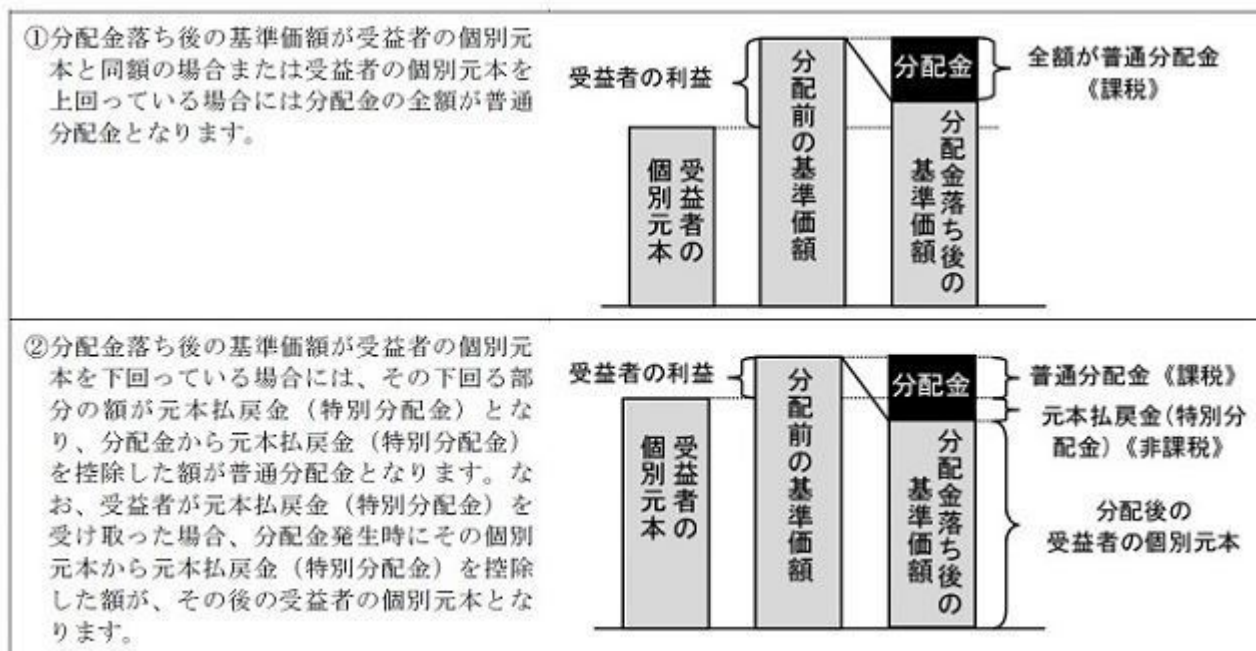 ①分配金落ち後の基準価額が受益者の個別元
本と同額の場合または受益者の個別元本を
上回っている場合には分配金の全額が普通
分配金となります。
受益者の利益
受益者の
個別元本
分配前の基準価額
分配金
分配金落ち後の
基準価額
全額が普通分配金
《課税》
②分配金落ち後の基準価額が受益者の個別元
本を下回っている場合には、その下回る部
分の額が元本払戻金（特別分配金）とな
り、分配金から元本払戻金（特別分配金）
を控除した額が普通分配金となります。な
お、受益者が元本払戻金（特別分配金）を
受け取った場合、分配金発生時にその個別
元本から元本払戻金（特別分配金）を控除
した額が、その後の受益者の個別元本とな
ります。
受益者の利益
受益者の
個別元本
分配前の基準価額
分配金
分配金落ち後の
基準価額
普通分配金《課税》
元本払戻金（特別分
配金）《非課税》
分配後の
受益者の個別元本